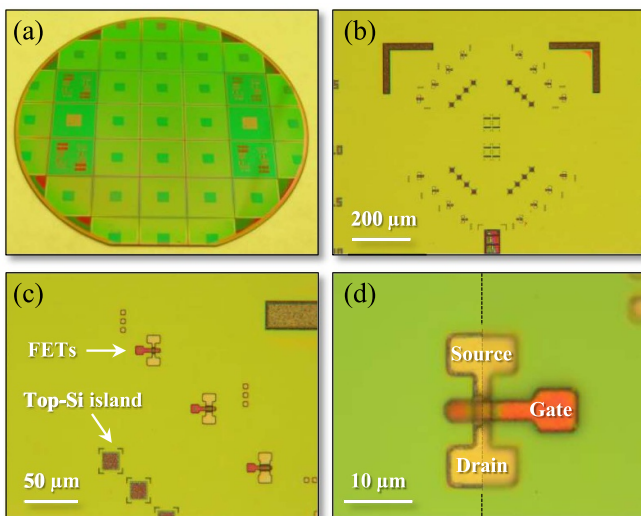 (a)
(b)
200 µm
(c)
FETs
Top-Si island
50 µm
(d)
Source
Gate
Drain
10 µm